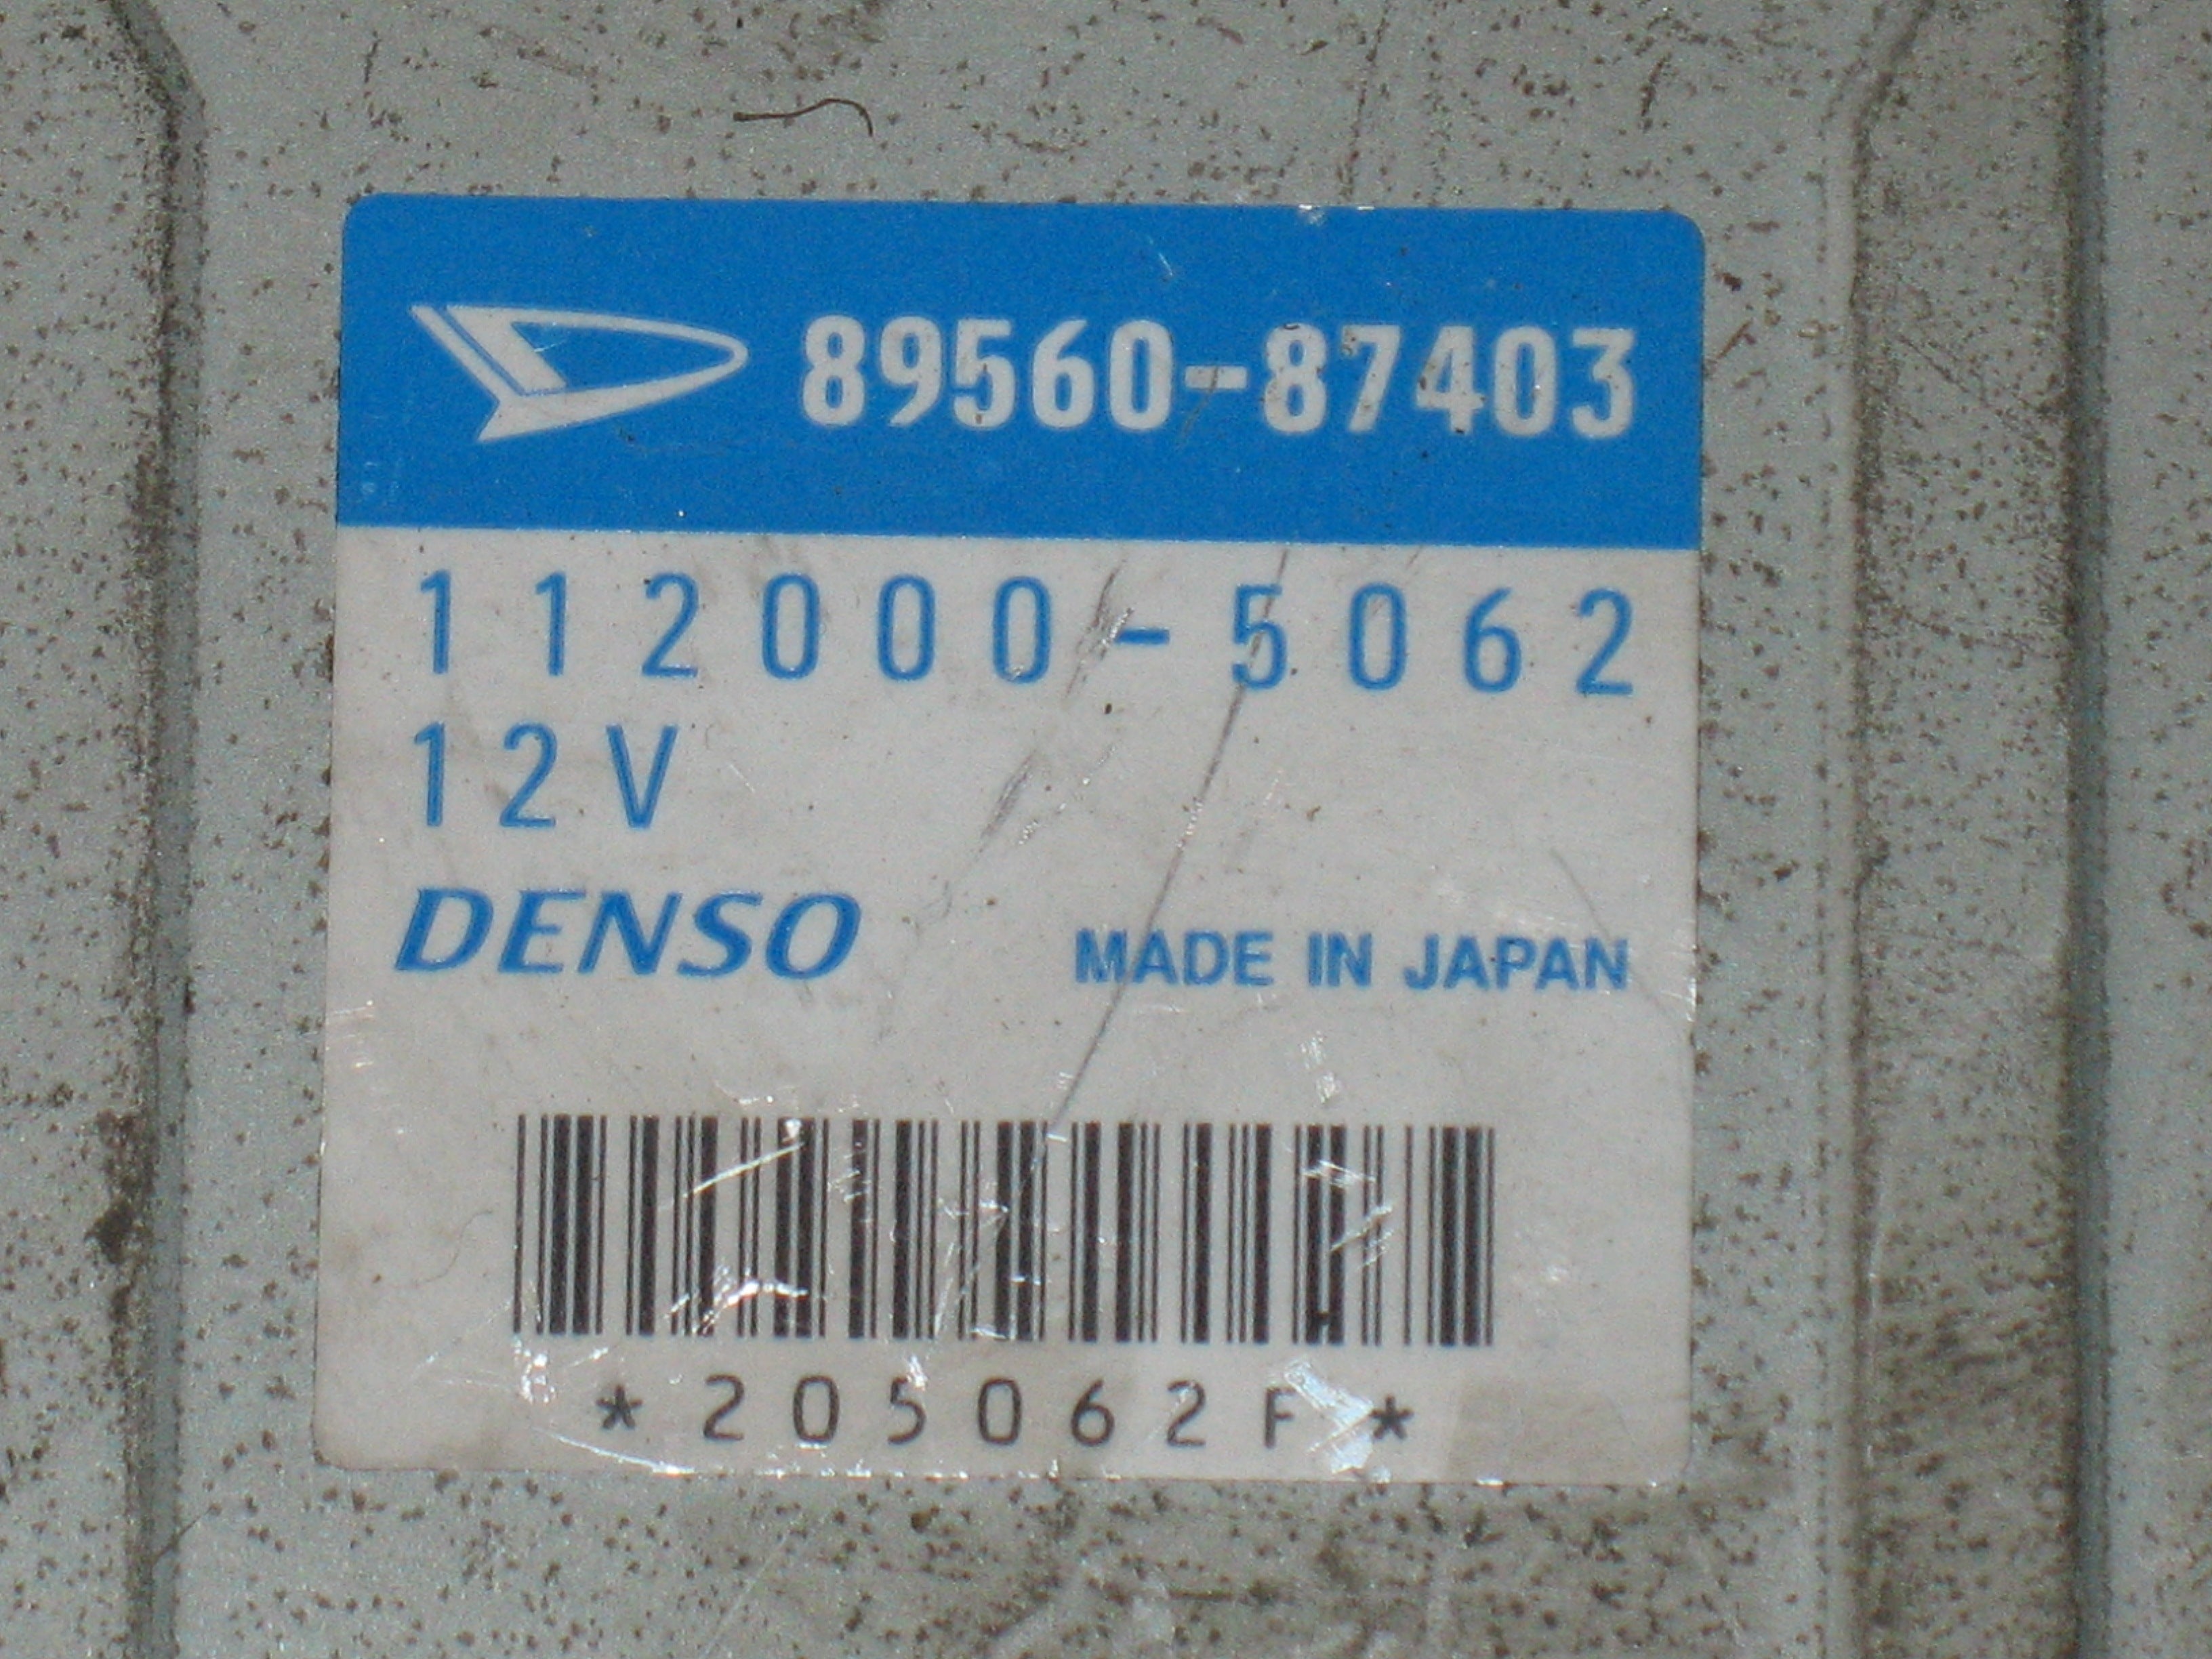 89560-87403
112000-5062
12V
DENSO MADE IN JAPAN
*205062F*